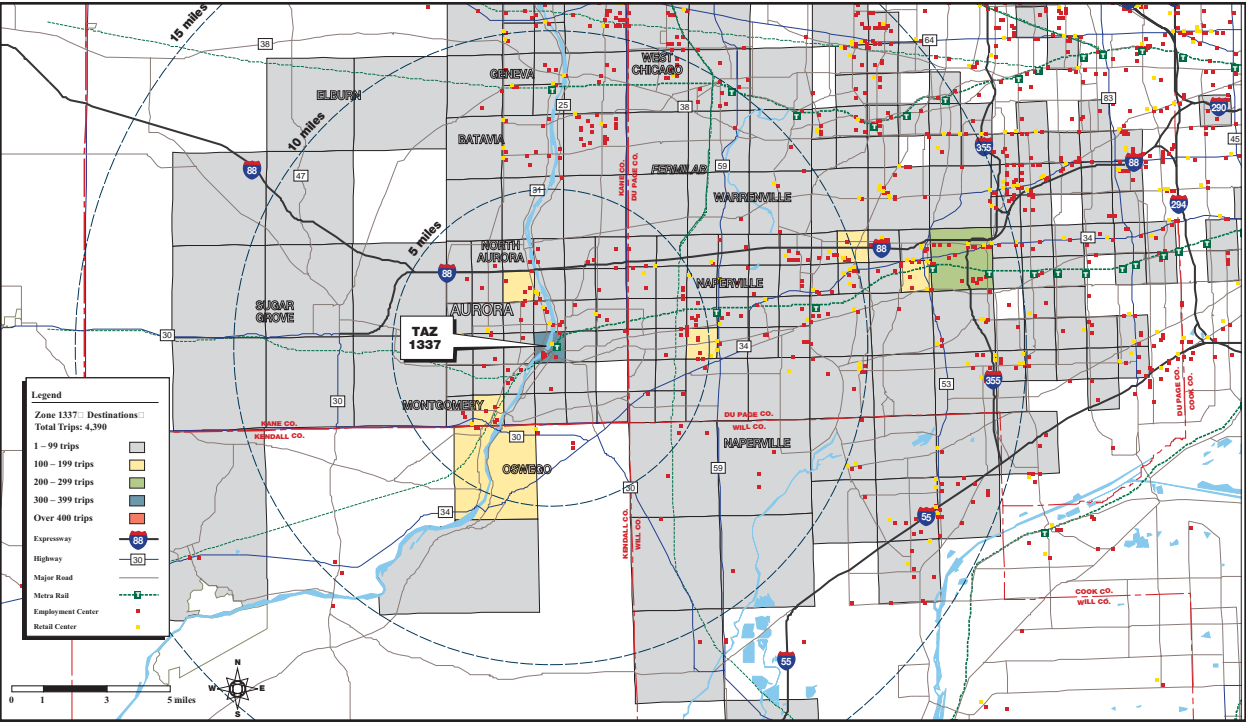 15 miles
38
64
WEST
CHICAGO
GENEVA
ELBURN
25
38
83
290
10 miles
BATAVIA
45
355
88
59
88
47
KANE CO.
DU PAGE CO.
FERMILAB
31
WARRENVILLE
294
5 miles
34
NORTH
AURORA
88
88
NAPERVILLE
SUGAR
GROVE
AURORA
TAZ
1337
30
34
355
53
DU PAGE CO.
COOK CO.
30
MONTGOMERY
KANE CO.
KENDALL CO.
DU PAGE CO.
WILL CO.
30
NAPERVILLE
OSWEGO
59
30
34
KENDALL CO.
WILL CO.
55
COOK CO.
WILL CO.
55
Legend
Zone 1337 Destinations
Total Trips: 4,390
1 – 99 trips
100 – 199 trips
200 – 299 trips
300 – 399 trips
Over 400 trips
Expressway 88
Highway 30
Major Road
Metra Rail T
Employment Center
Retail Center
N
W E
S
0 1 3 5 miles